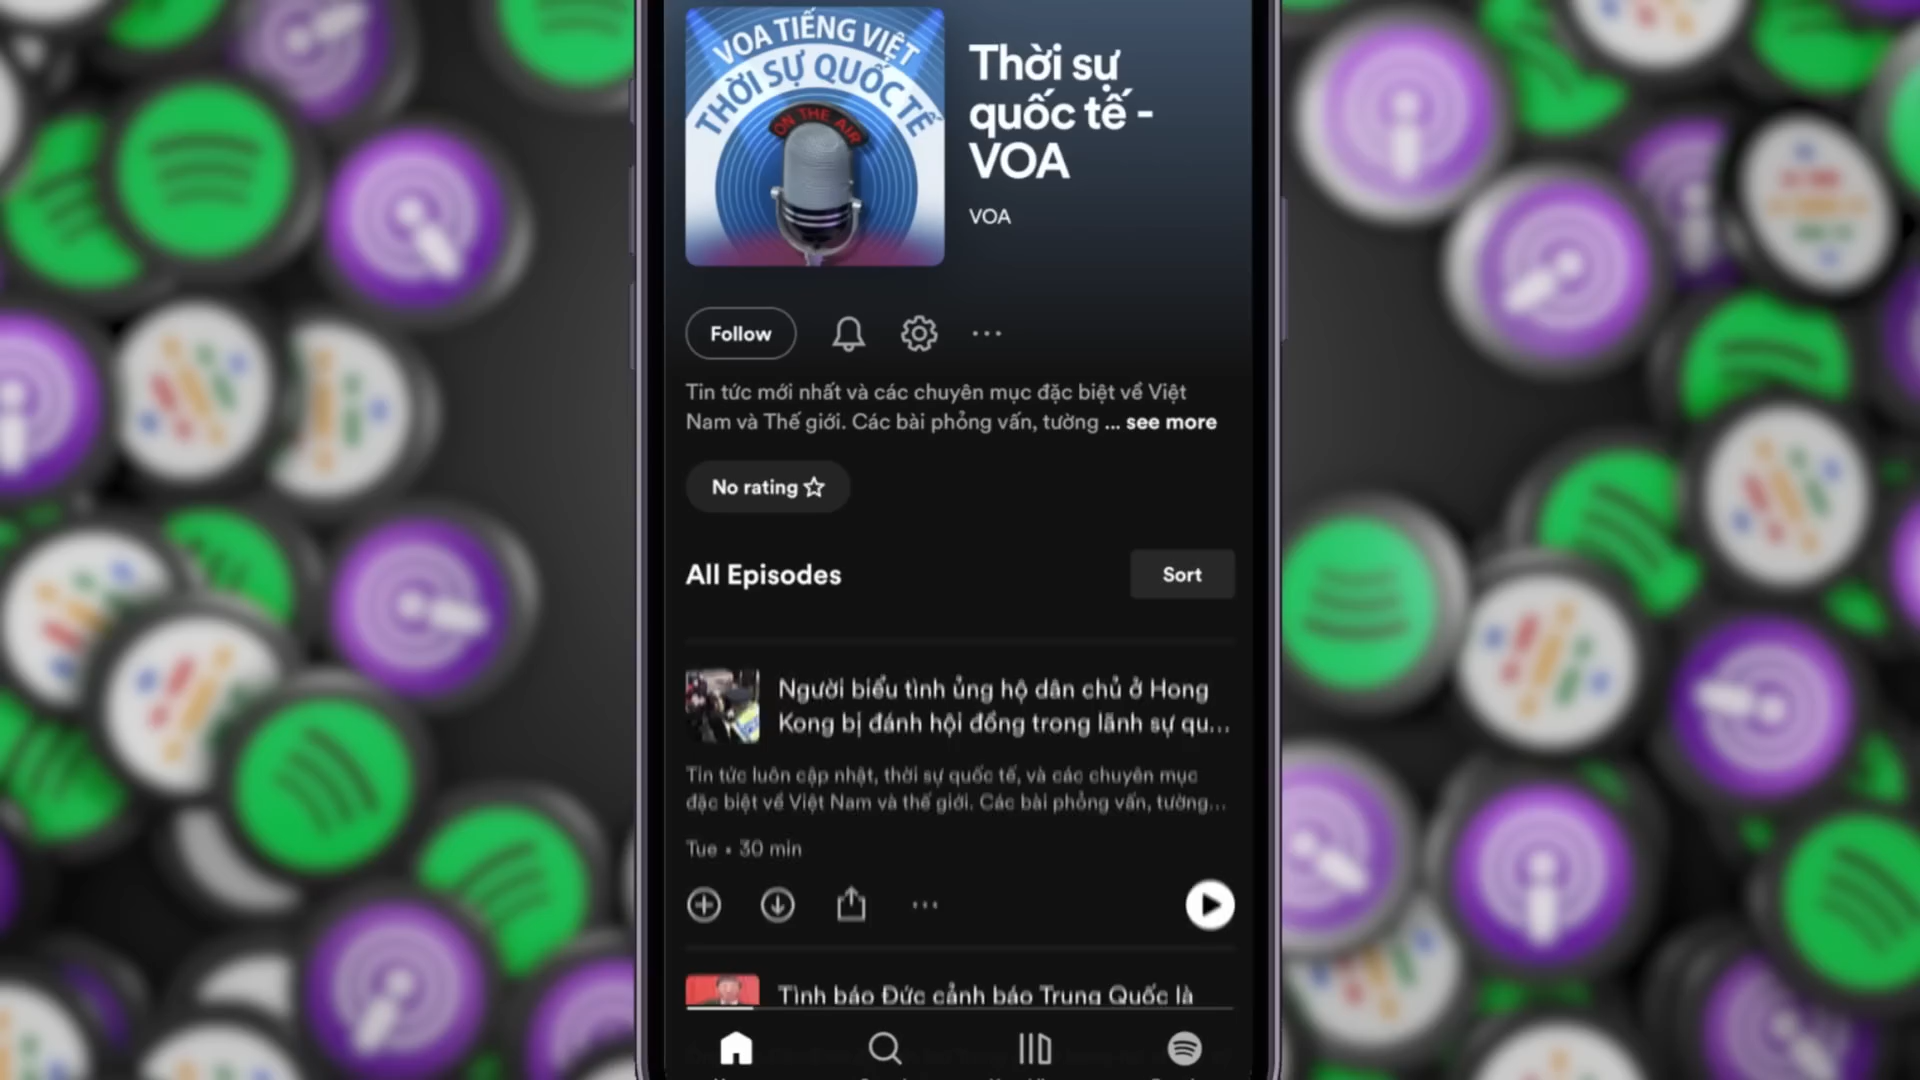 VOA TIẾNG VIỆT
THỜI SỰ QUỐC TẾ
ON THE AIR
Thời sự
quốc tế -
VOA
VOA
Follow
Tin tức mới nhất và các chuyên mục đặc biệt về Việt
Nam và Thế giới. Các bài phỏng vấn, tường ... see more
No rating
All Episodes
Sort
Người biểu tình ủng hộ dân chủ ở Hong
Kong bị đánh hội đồng trong lãnh sự qu...
Tin tức luôn cập nhật, thời sự quốc tế, và các chuyên mục
đặc biệt về Việt Nam và thế giới. Các bài phỏng vấn, tường...
Tue • 30 min
Tình báo Đức cảnh báo Trung Quốc là